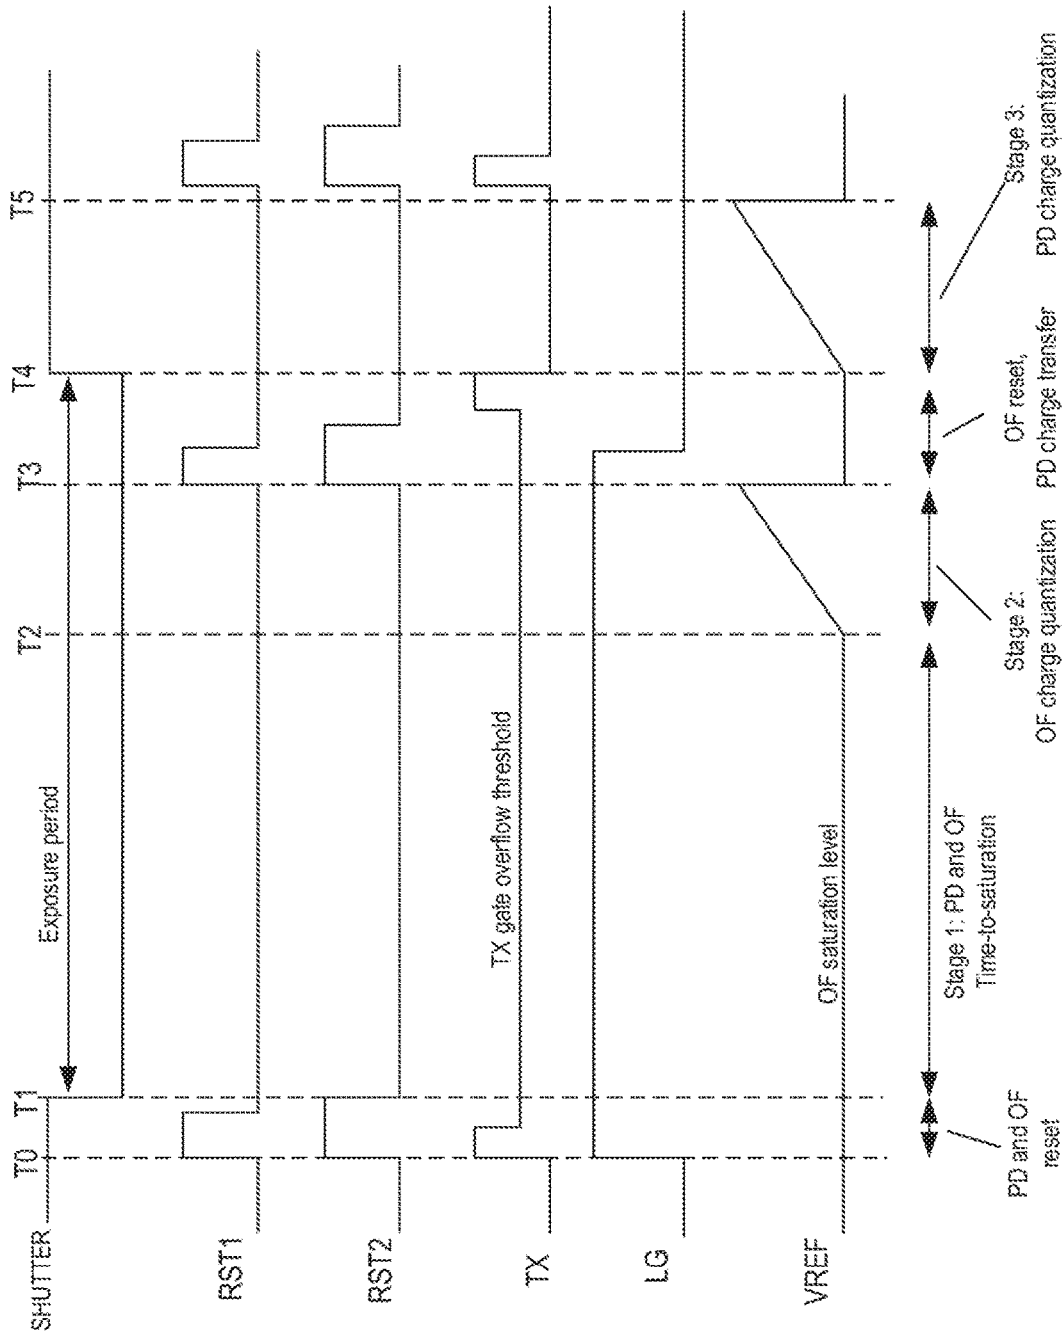 T0
T1
T2
T3
T4
T5
SHUTTER
Exposure period
RST1
RST2
TX
TX gate overflow threshold
LG
VREF
OF saturation level
PD and OF
reset
Stage 1: PD and OF
Time-to-saturation
Stage 2:
OF charge quantization
OF reset,
PD charge transfer
Stage 3:
PD charge quantization